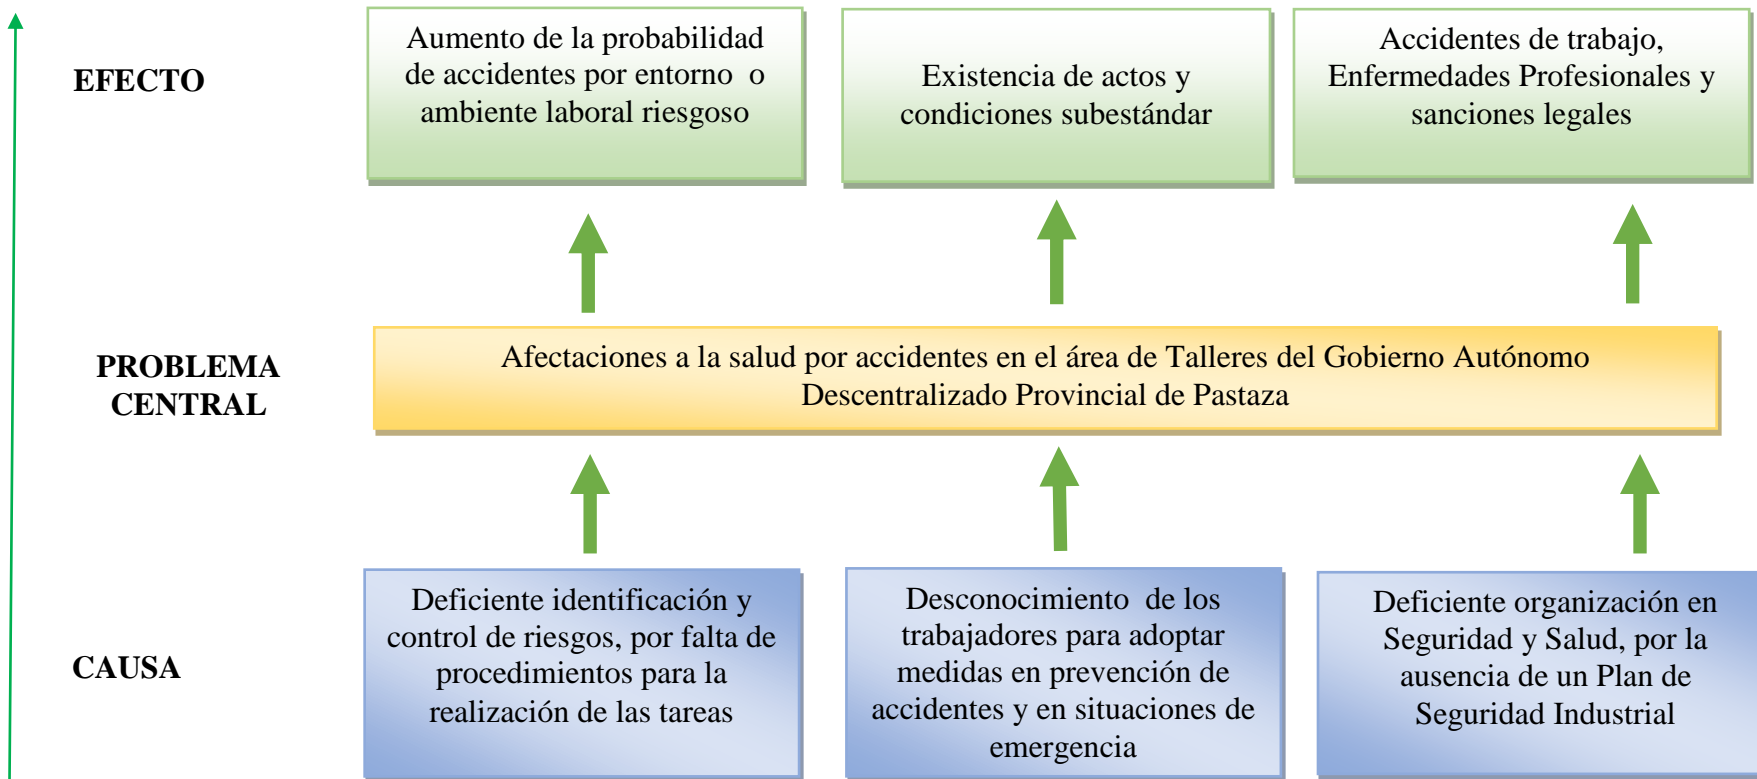 EFECTO
Aumento de la probabilidad
de accidentes por entorno o
ambiente laboral riesgoso
Existencia de actos y
condiciones subestándar
Accidentes de trabajo,
Enfermedades Profesionales y
sanciones legales
PROBLEMA
CENTRAL
Afectaciones a la salud por accidentes en el área de Talleres del Gobierno Autónomo
Descentralizado Provincial de Pastaza
CAUSA
Deficiente identificación y
control de riesgos, por falta de
procedimientos para la
realización de las tareas
Desconocimiento de los
trabajadores para adoptar
medidas en prevención de
accidentes y en situaciones de
emergencia
Deficiente organización en
Seguridad y Salud, por la
ausencia de un Plan de
Seguridad Industrial